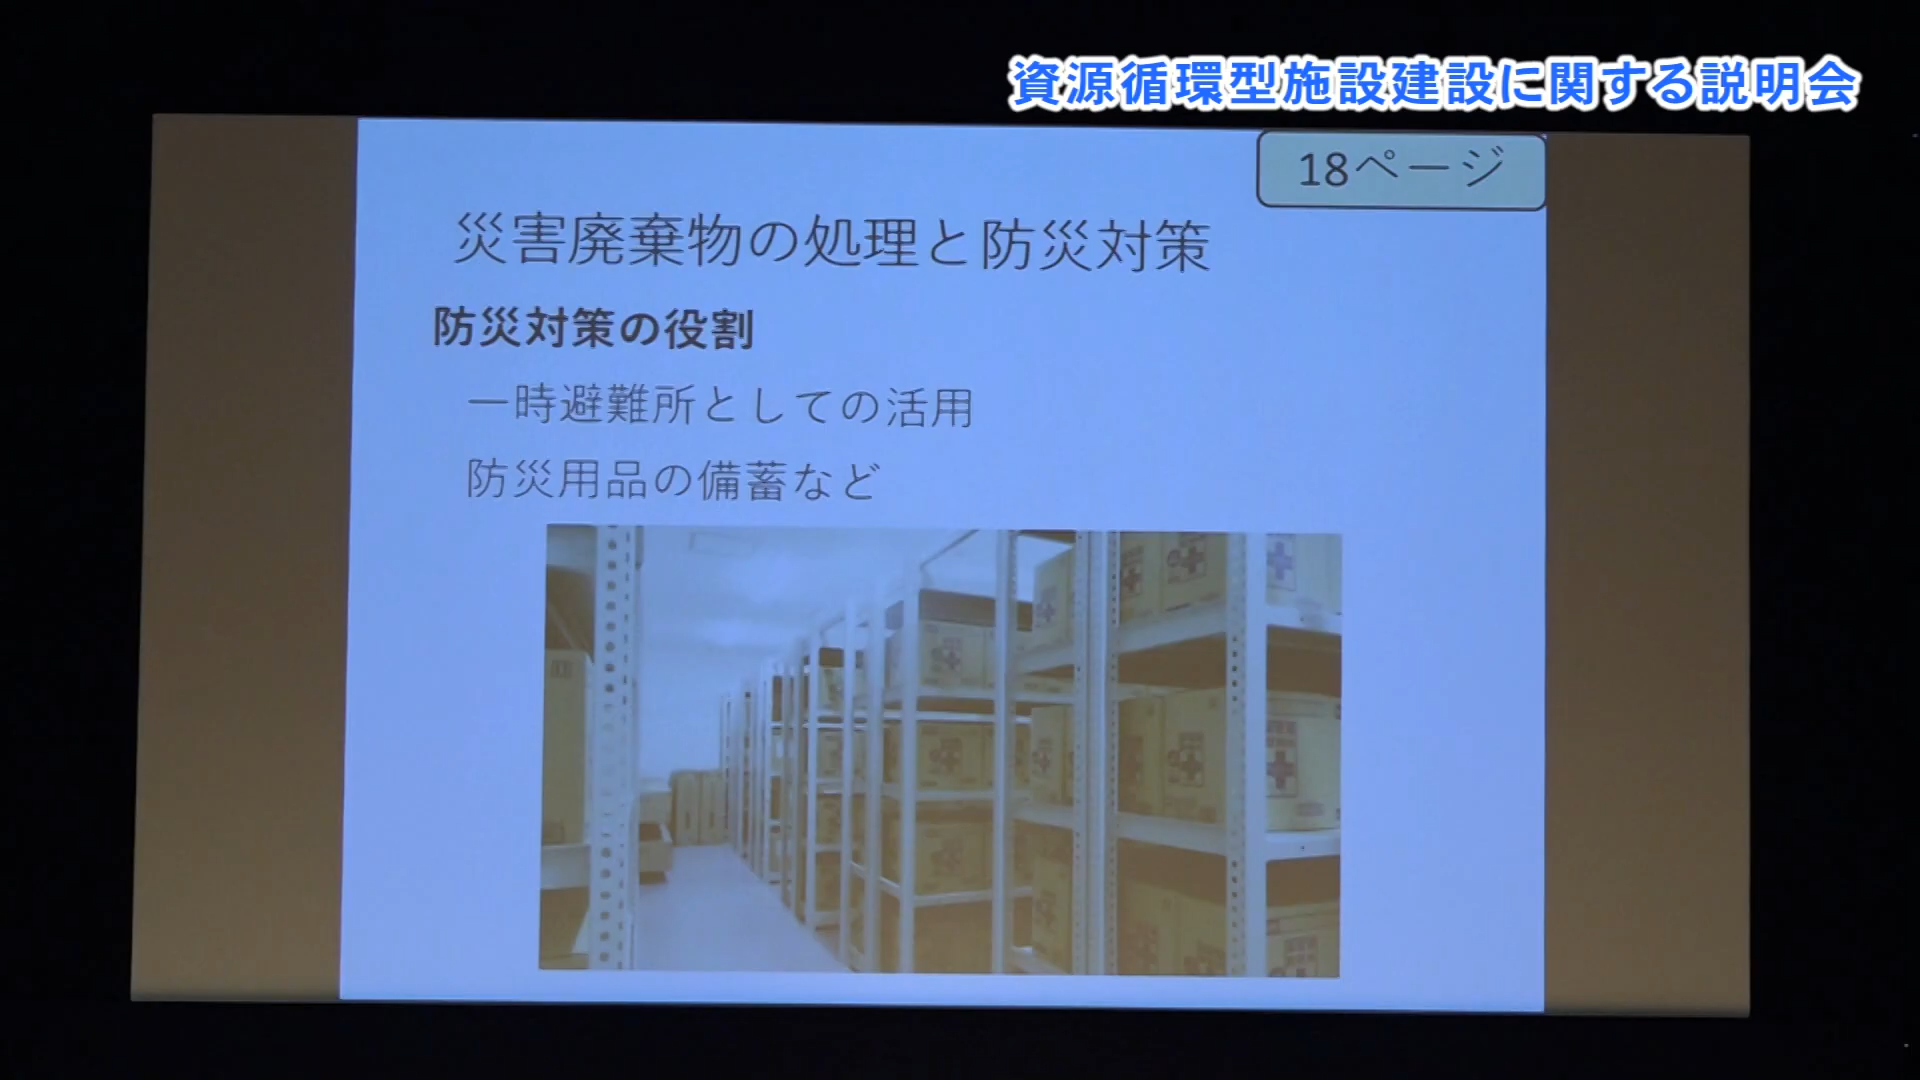 資源循環型施設建設に関する説明会
18ページ
災害廃棄物の処理と防災対策
防災対策の役割
一時避難所としての活用
防災用品の備蓄など